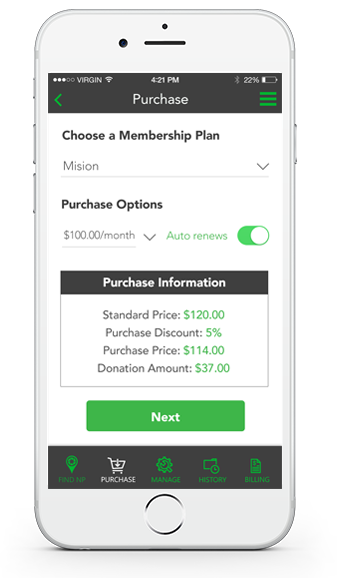 VIRGIN 4:21 PM 22%
Purchase
Choose a Membership Plan
Mision
Purchase Options
$100.00/month Auto renews
Purchase Information
Standard Price: $120.00
Purchase Discount: 5%
Purchase Price: $114.00
Donation Amount: $37.00
Next
FIND NP PURCHASE MANAGE HISTORY BILLING